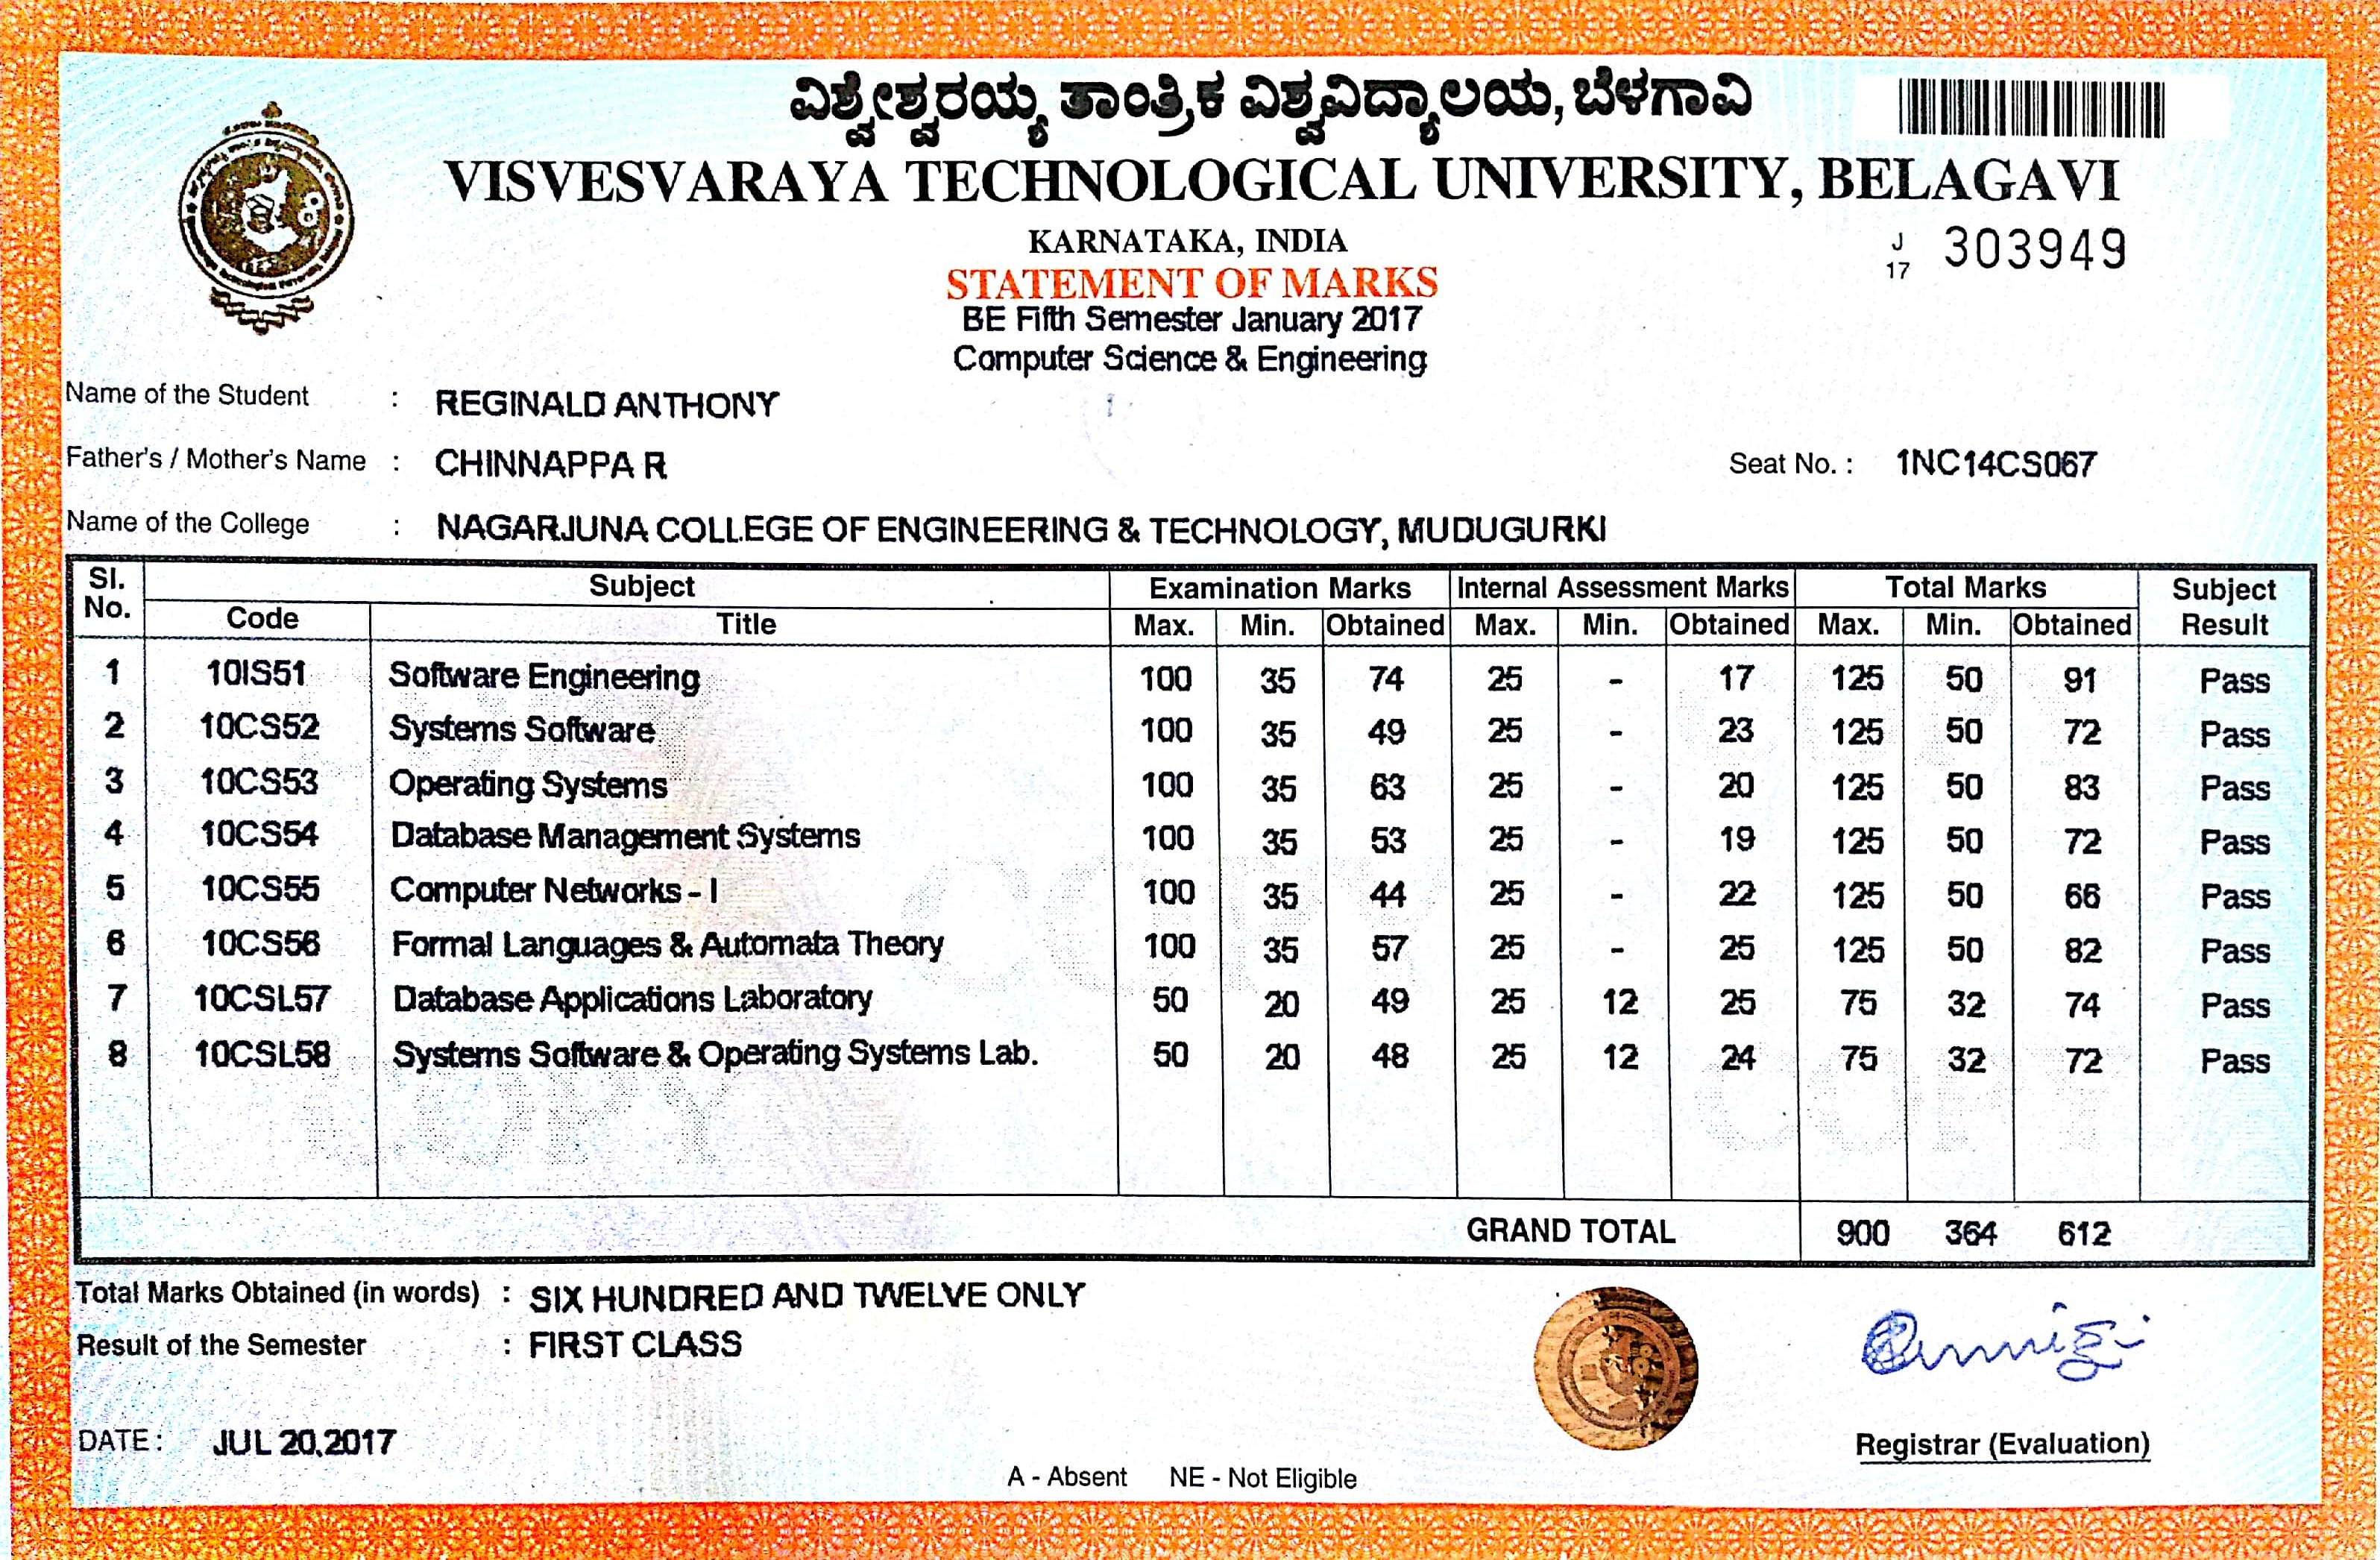 ವಿಶ್ವೇಶ್ವರಯ್ಯ ತಾಂತ್ರಿಕ ವಿಶ್ವವಿದ್ಯಾಲಯ, ಬೆಳಗಾವಿ
VISVESVARAYA TECHNOLOGICAL UNIVERSITY, BELAGAVI
KARNATAKA, INDIA
J 17 303949
STATEMENT OF MARKS
BE Fifth Semester January 2017
Computer Science & Engineering
Name of the Student : REGINALD ANTHONY
Father's / Mother's Name : CHINNAPPA R Seat No. : 1NC14CS067
Name of the College : NAGARJUNA COLLEGE OF ENGINEERING & TECHNOLOGY, MUDUGURKI
Sl. No. Subject Examination Marks Internal Assessment Marks Total Marks Subject Result
Code Title Max. Min. Obtained Max. Min. Obtained Max. Min. Obtained
1 10IS51 Software Engineering 100 35 74 25 - 17 125 50 91 Pass
2 10CS52 Systems Software 100 35 49 25 - 23 125 50 72 Pass
3 10CS53 Operating Systems 100 35 63 25 - 20 125 50 83 Pass
4 10CS54 Database Management Systems 100 35 53 25 - 19 125 50 72 Pass
5 10CS55 Computer Networks - I 100 35 44 25 - 22 125 50 66 Pass
6 10CS56 Formal Languages & Automata Theory 100 35 57 25 - 25 125 50 82 Pass
7 10CSL57 Database Applications Laboratory 50 20 49 25 12 25 75 32 74 Pass
8 10CSL58 Systems Software & Operating Systems Lab. 50 20 48 25 12 24 75 32 72 Pass
COPY
COPY
COPY
GRAND TOTAL 900 364 612
Total Marks Obtained (in words) : SIX HUNDRED AND TWELVE ONLY
Result of the Semester : FIRST CLASS
DATE : JUL 20,2017
Registrar (Evaluation)
A - Absent NE - Not Eligible